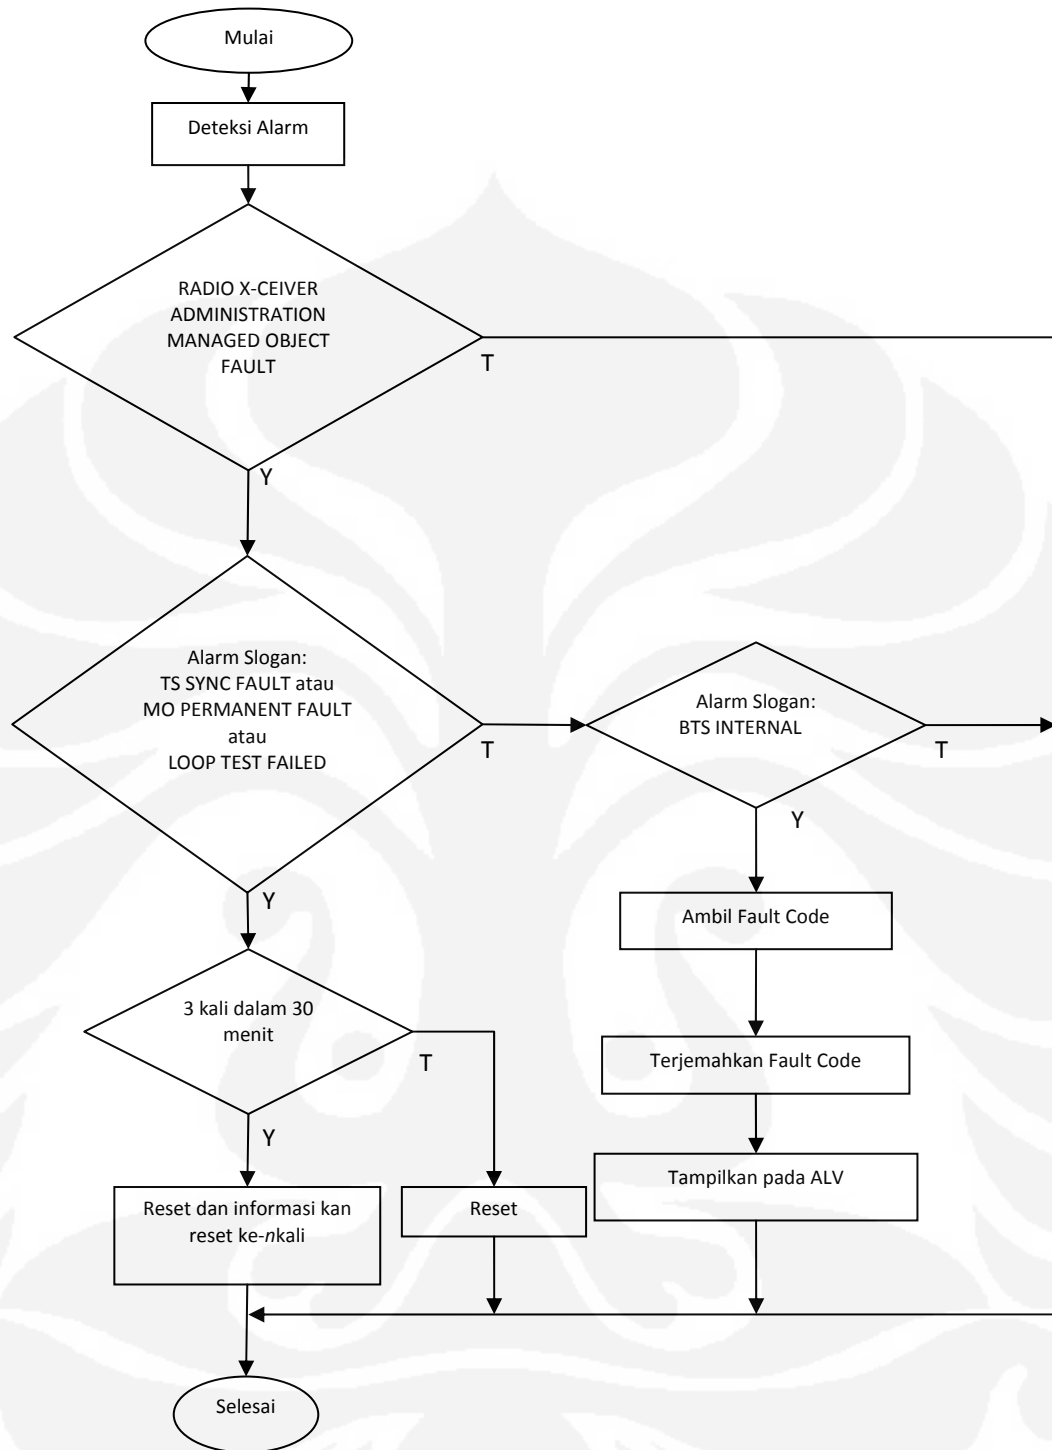 Mulai
Deteksi Alarm
RADIO X-CEIVER
ADMINISTRATION
MANAGED OBJECT
FAULT
T
Y
Alarm Slogan:
TS SYNC FAULT atau
MO PERMANENT FAULT
atau
LOOP TEST FAILED
T
Alarm Slogan:
BTS INTERNAL
T
Y
Y
Ambil Fault Code
3 kali dalam 30
menit
T
Terjemahkan Fault Code
Y
Tampilkan pada ALV
Reset dan informasi kan
reset ke-nkali
Reset
Selesai